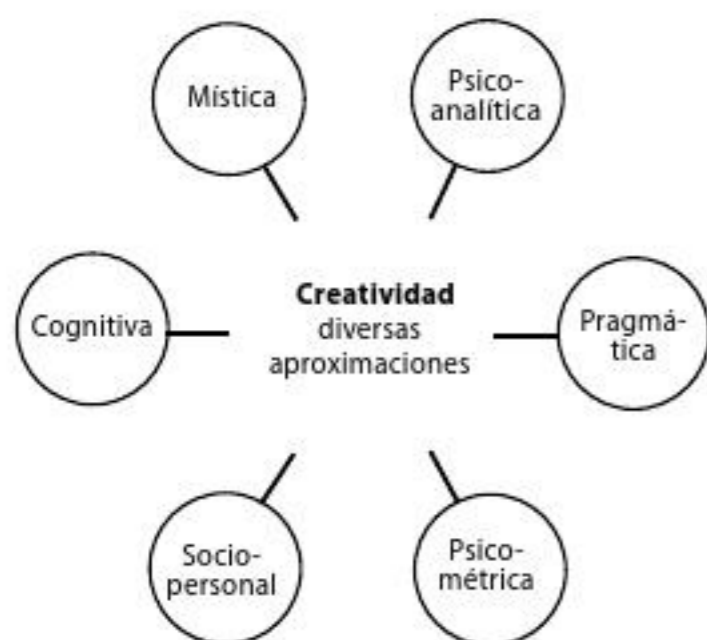 Mística
Psico-
analítica
Cognitiva
Creatividad
diversas
aproximaciones
Pragmá-
tica
Socio-
personal
Psico-
métrica